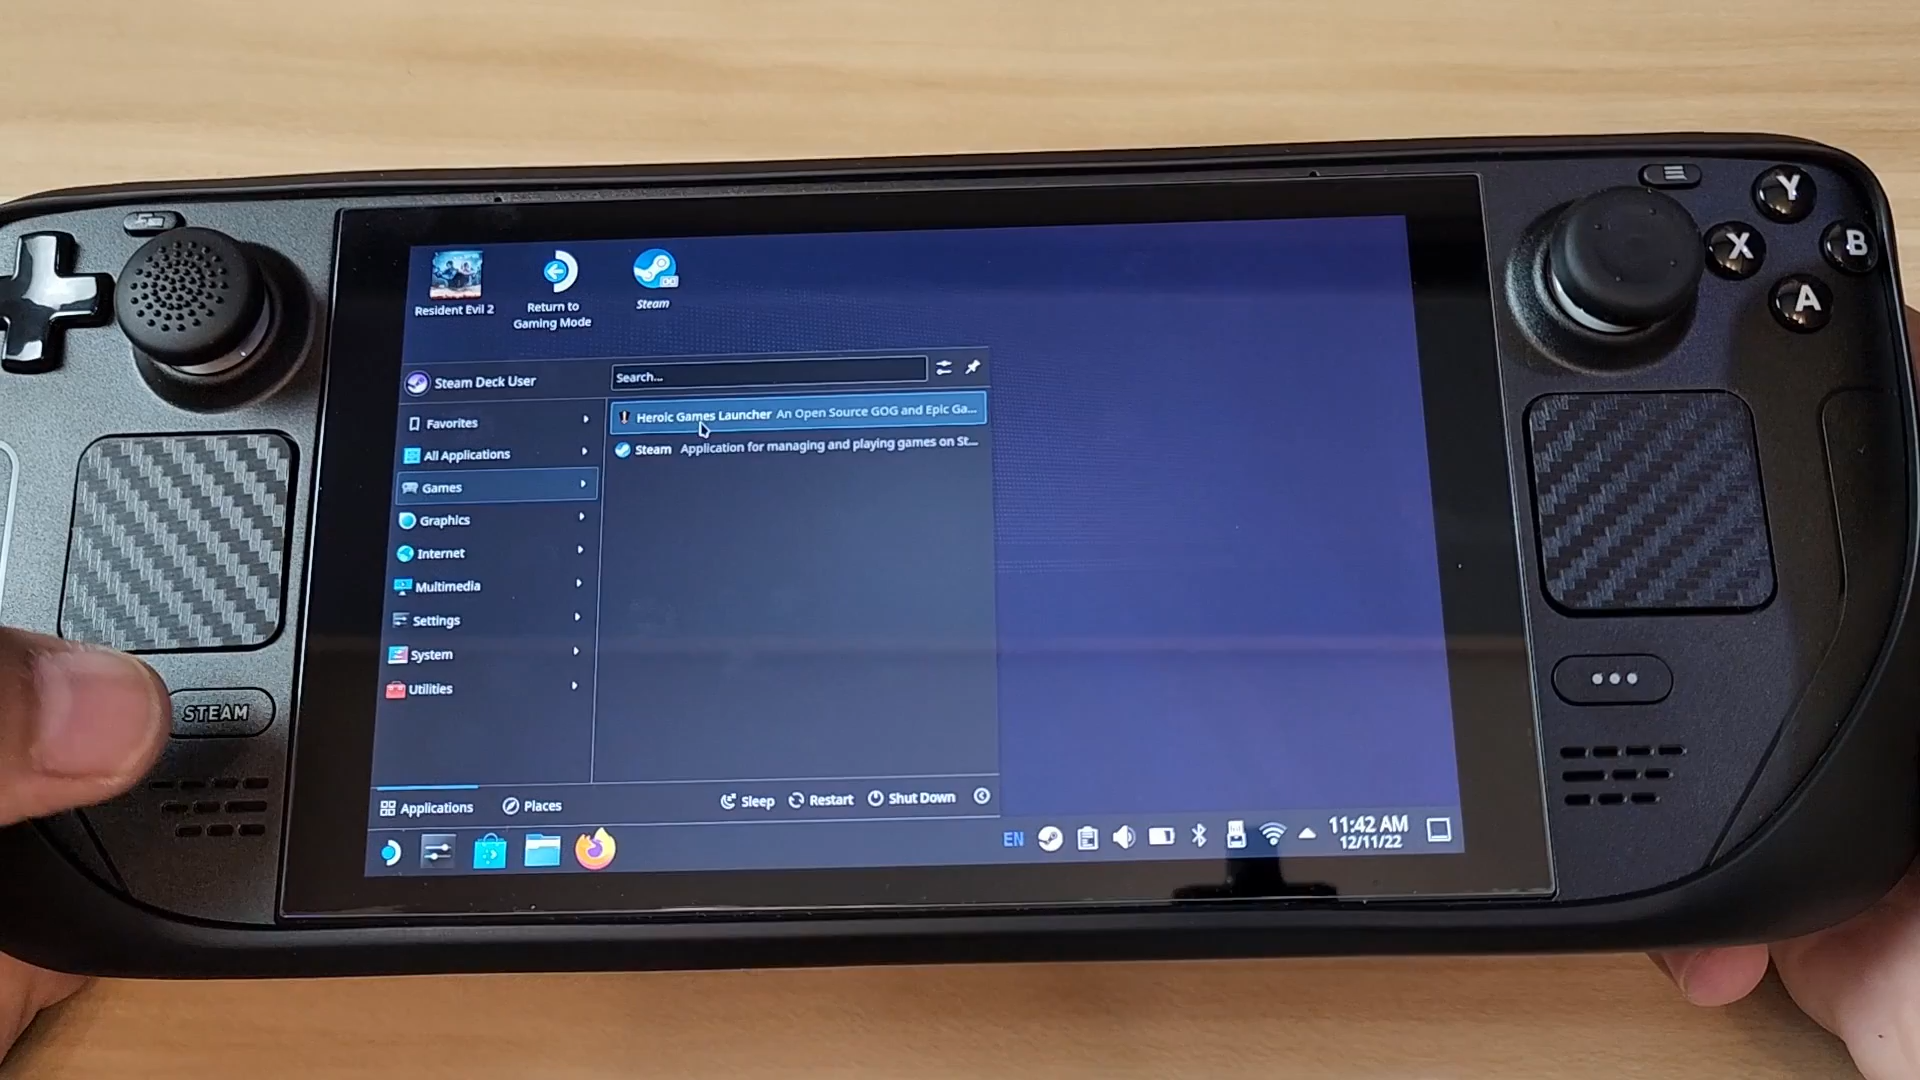 Y
X
B
A
Resident Evil 2
Return to
Gaming Mode
Steam
Steam Deck User
Search...
Favorites
All Applications
Games
Graphics
Internet
Multimedia
Settings
System
Utilities
Heroic Games Launcher An Open Source GOG and Epic Ga...
Steam Application for managing and playing games on St...
STEAM
Applications
Places
Sleep
Restart
Shut Down
EN
11:42 AM
12/11/22